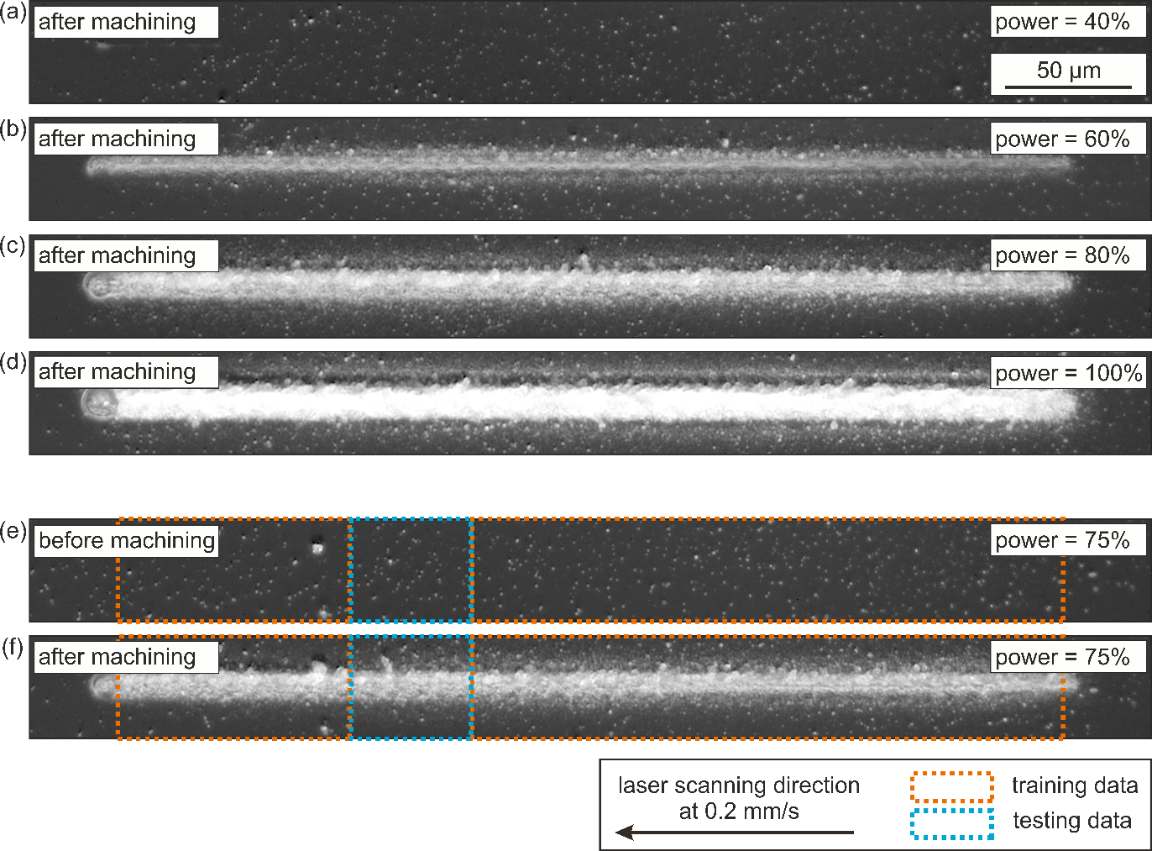 (a)
after machining
power = 40%
50 µm
(b)
after machining
power = 60%
(c)
after machining
power = 80%
(d)
after machining
power = 100%
(e)
before machining
power = 75%
(f)
after machining
power = 75%
laser scanning direction
at 0.2 mm/s
training data
testing data